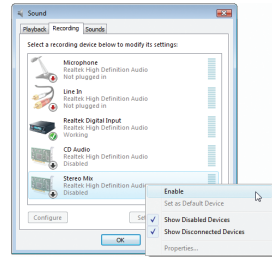 Sound
Playback Recording Sounds
Select a recording device below to modify its settings:
Microphone
Realtek High Definition Audio
Not plugged in
Line In
Realtek High Definition Audio
Not plugged in
Realtek Digital Input
Realtek High Definition Audio
Working
CD Audio
Realtek High Definition Audio
Disabled
Stereo Mix
Realtek High Definition Audio
Disabled
Enable
Set as Default Device
Show Disabled Devices
Show Disconnected Devices
Properties...
Configure
Set
OK